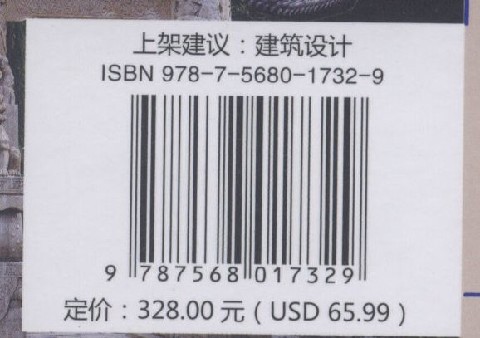 上架建议：建筑设计
ISBN 978-7-5680-1732-9
9 787568 017329
定价：328.00 元 ( USD 65.99 )